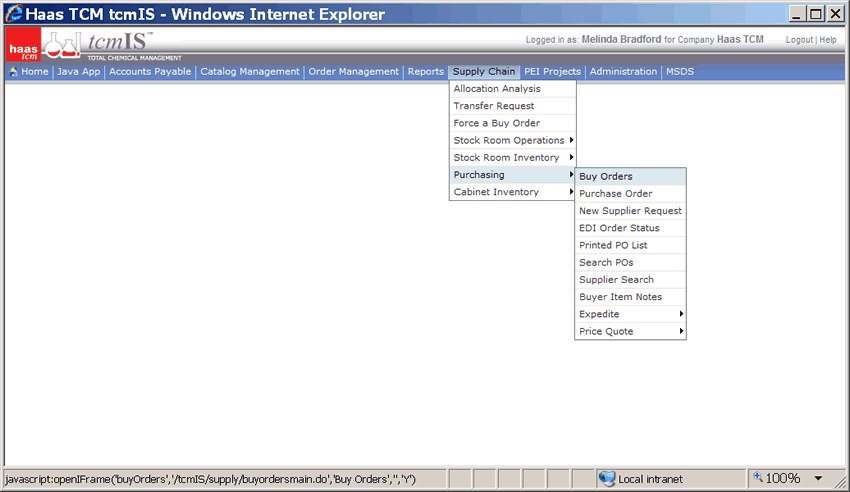 Haas TCM tcmIS - Windows Internet Explorer
haas tcm
tcmIS™
TOTAL CHEMICAL MANAGEMENT
Logged in as: Melinda Bradford for Company Haas TCM
Logout | Help
Home | Java App | Accounts Payable | Catalog Management | Order Management | Reports | Supply Chain | PEI Projects | Administration | MSDS
Allocation Analysis
Transfer Request
Force a Buy Order
Stock Room Operations
Stock Room Inventory
Purchasing
Cabinet Inventory
Buy Orders
Purchase Order
New Supplier Request
EDI Order Status
Printed PO List
Search POs
Supplier Search
Buyer Item Notes
Expedite
Price Quote
javascript:openIFrame('buyOrders','/tcmIS/supply/buyordersmain.do','Buy Orders','','Y')
Local intranet
100%